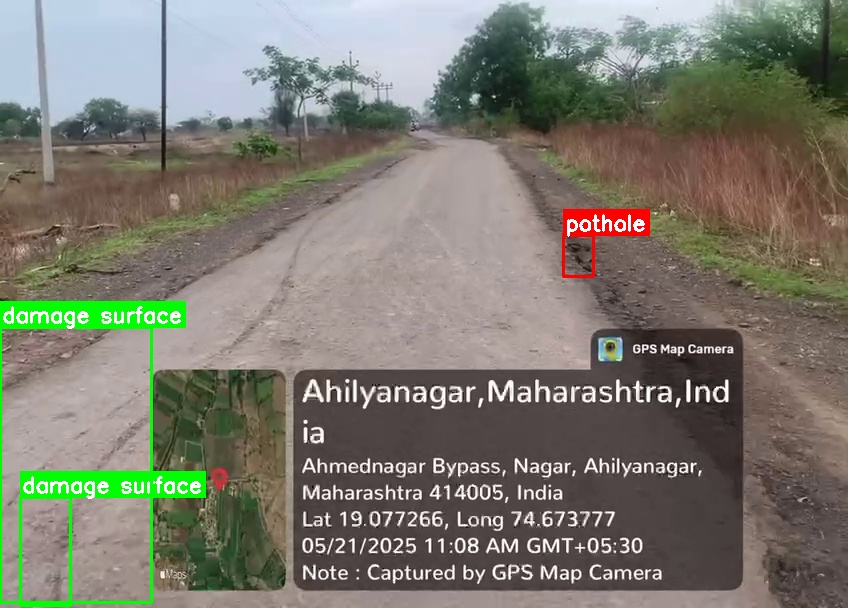 pothole
damage surface
GPS Map Camera
Ahilyanagar,Maharashtra,Ind
ia
Ahmednagar Bypass, Nagar, Ahilyanagar,
Maharashtra 414005, India
Lat 19.077266, Long 74.673777
05/21/2025 11:08 AM GMT+05:30
Note : Captured by GPS Map Camera
damage surface
Maps